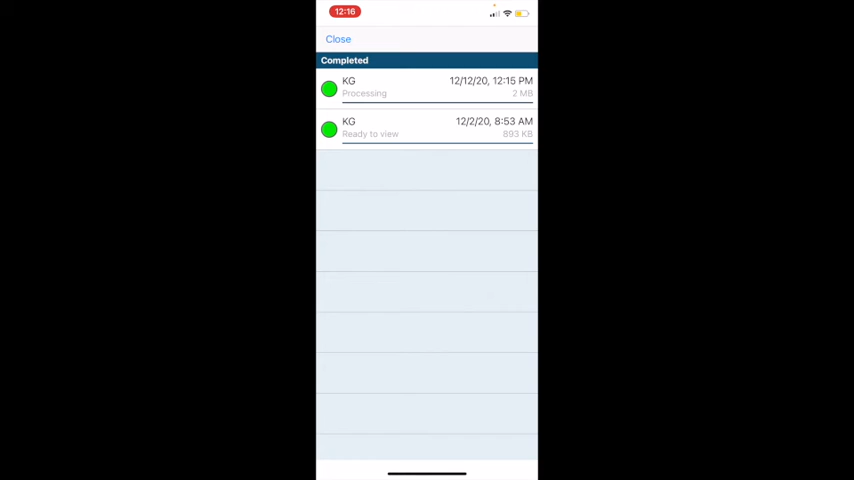 12:16
Close
Completed
KG 12/12/20, 12:15 PM
Processing 2 MB
KG 12/2/20, 8:53 AM
Ready to view 893 KB